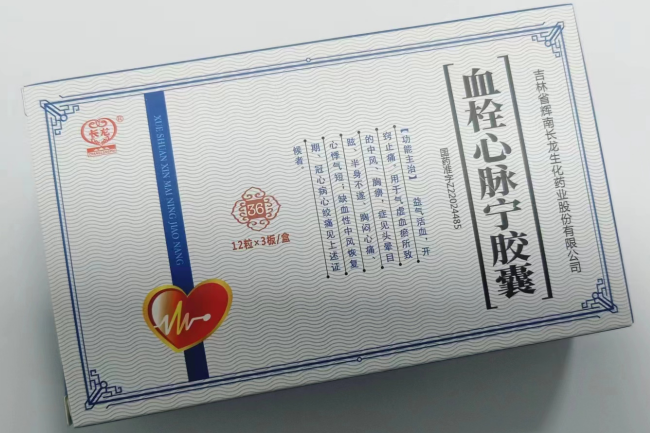 吉林省辉南长龙生化药业股份有限公司
[血栓心脉宁胶囊]
国药准字Z22024485
【功能主治】 益气活血,开
窍止痛。用于气虚血瘀所致
的中风、胸痹,症见头晕目
眩、半身不遂、胸闷心痛、
心悸气短;缺血性中风恢复
期、冠心病心绞痛见上述证
候者。
36
12粒×3板/盒
XUE SHUAN XIN MAI NING JIAO NANG
长龙
®